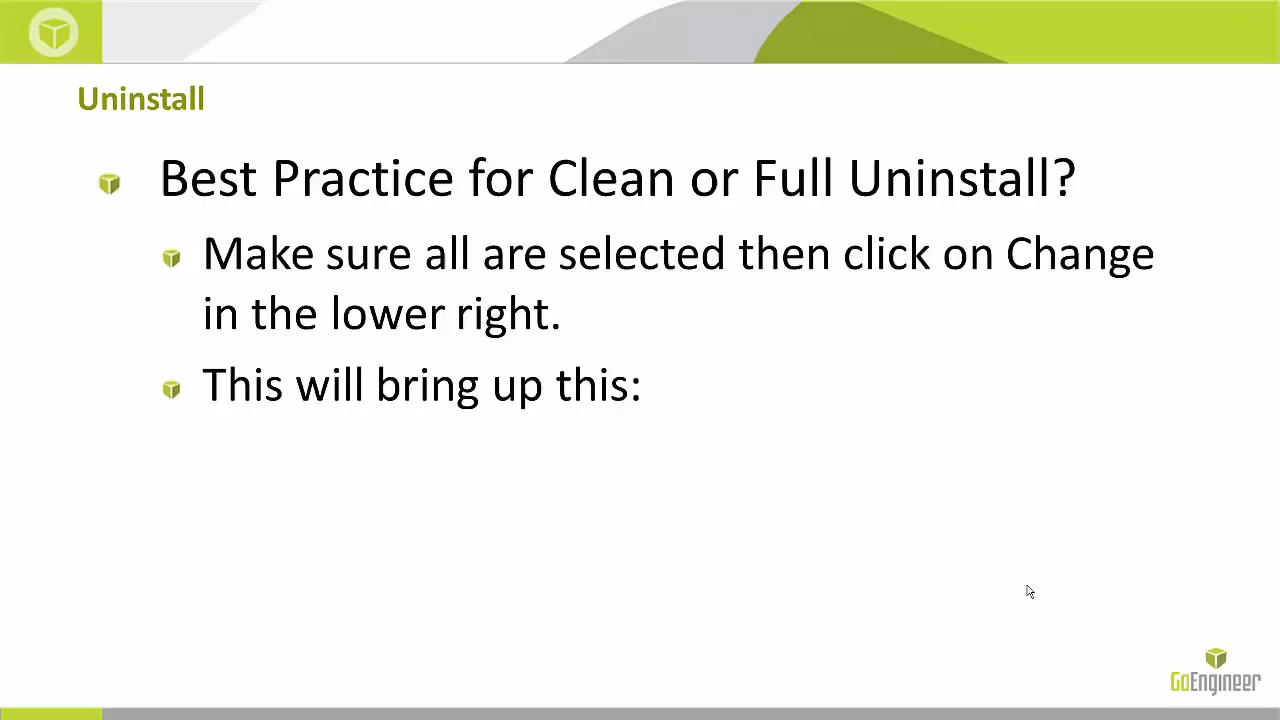 Uninstall
Best Practice for Clean or Full Uninstall?
Make sure all are selected then click on Change
in the lower right.
This will bring up this:
GoEngineer